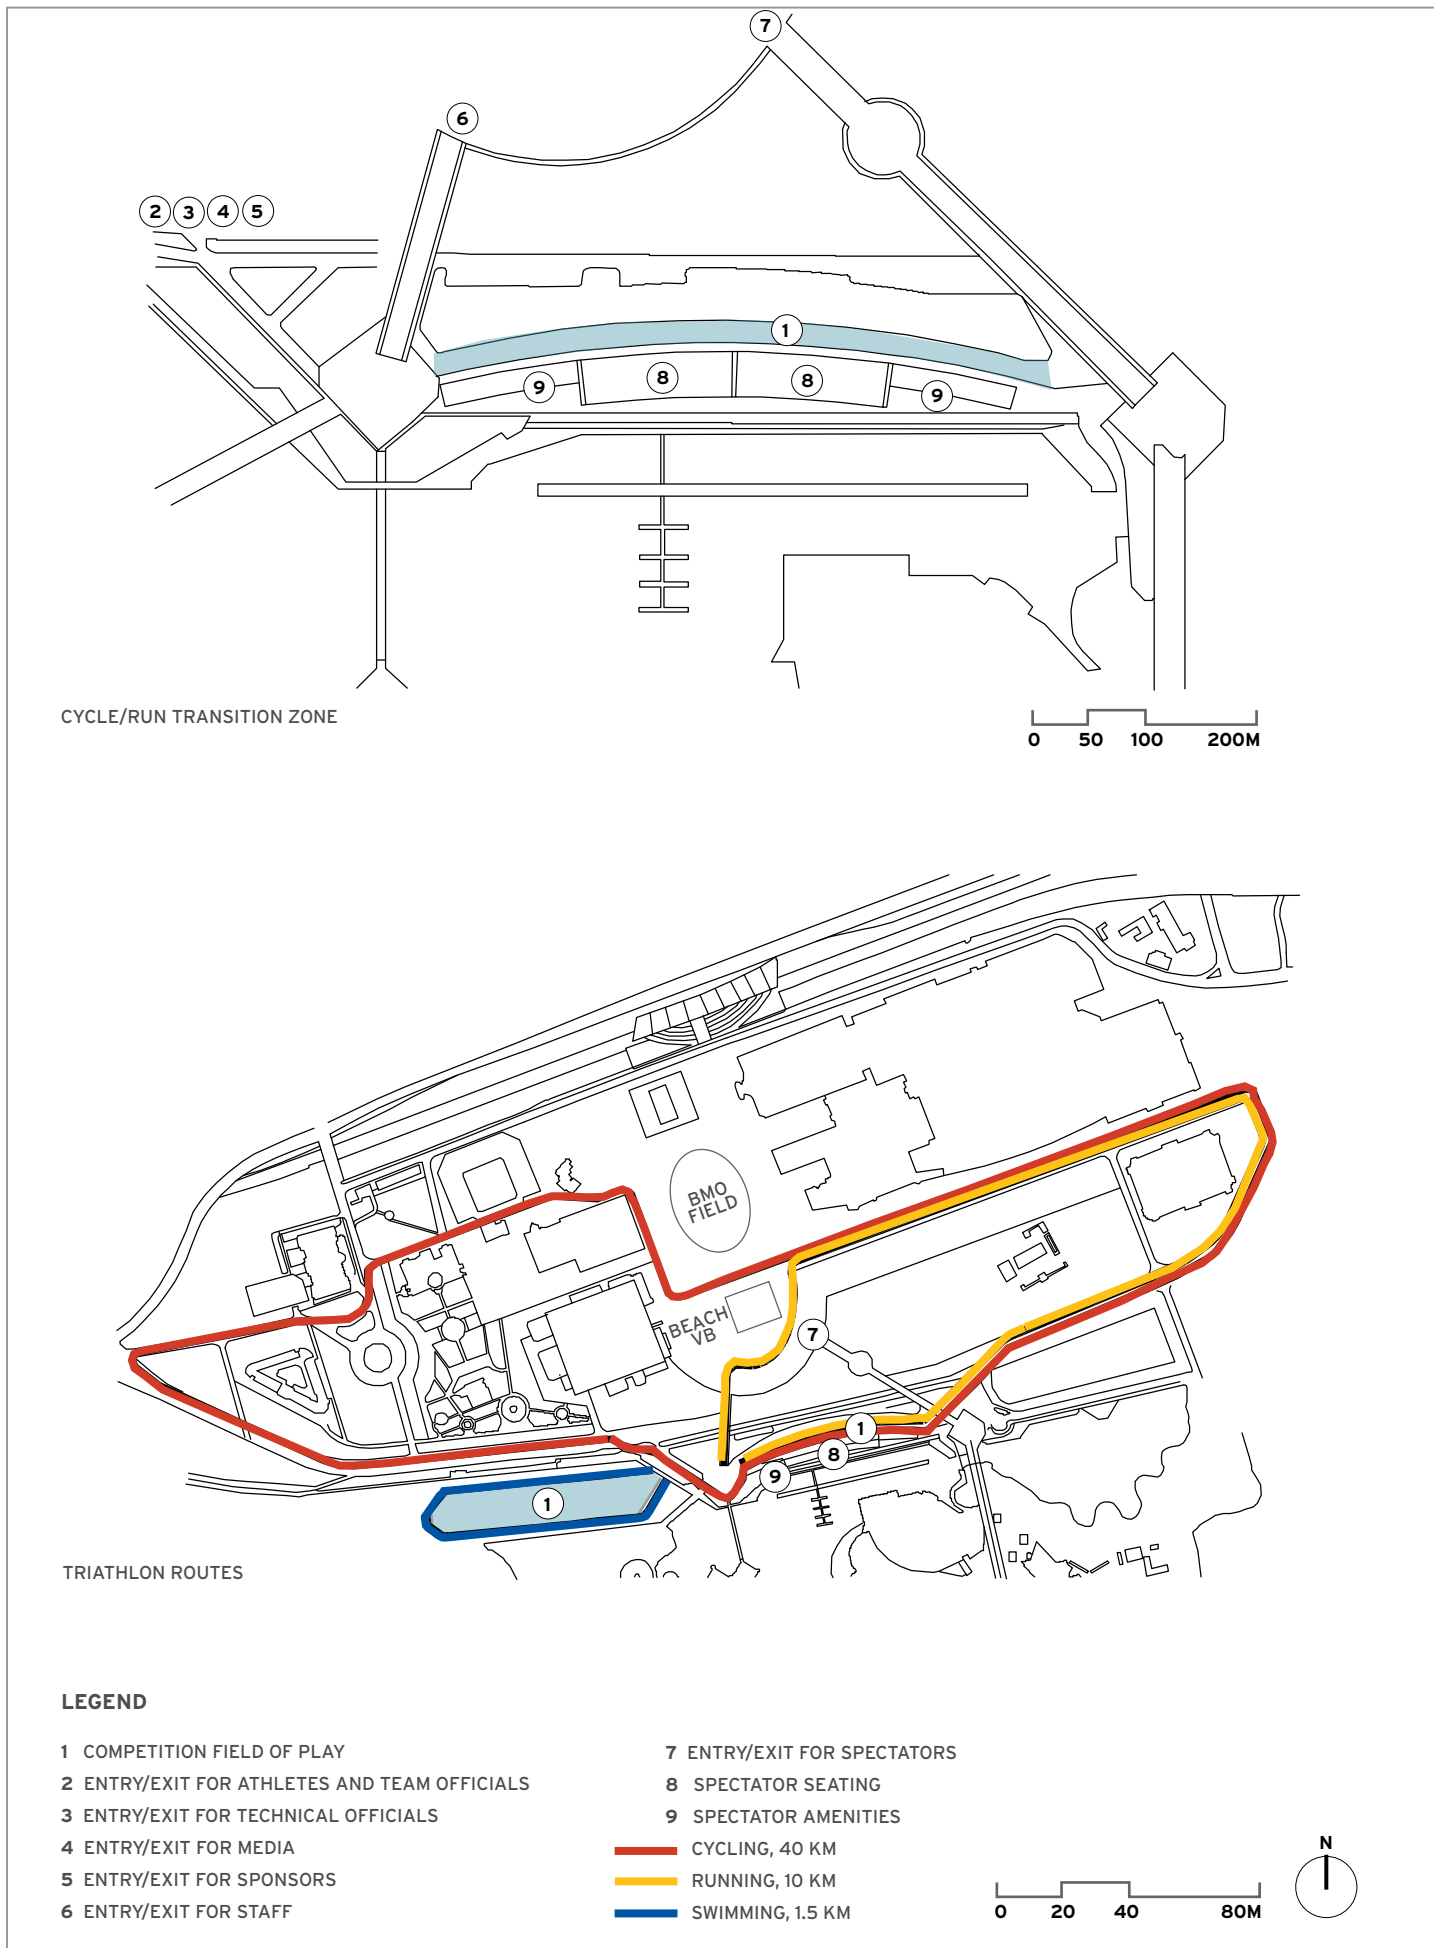 7
6
2 3 4 5
1
9 8 8 9
CYCLE/RUN TRANSITION ZONE
0 50 100 200M
BMO
FIELD
BEACH
VB
7
1
8
9
1
TRIATHLON ROUTES
LEGEND
1 COMPETITION FIELD OF PLAY
2 ENTRY/EXIT FOR ATHLETES AND TEAM OFFICIALS
3 ENTRY/EXIT FOR TECHNICAL OFFICIALS
4 ENTRY/EXIT FOR MEDIA
5 ENTRY/EXIT FOR SPONSORS
6 ENTRY/EXIT FOR STAFF
7 ENTRY/EXIT FOR SPECTATORS
8 SPECTATOR SEATING
9 SPECTATOR AMENITIES
CYCLING, 40 KM
RUNNING, 10 KM
SWIMMING, 1.5 KM
0 20 40 80M
N